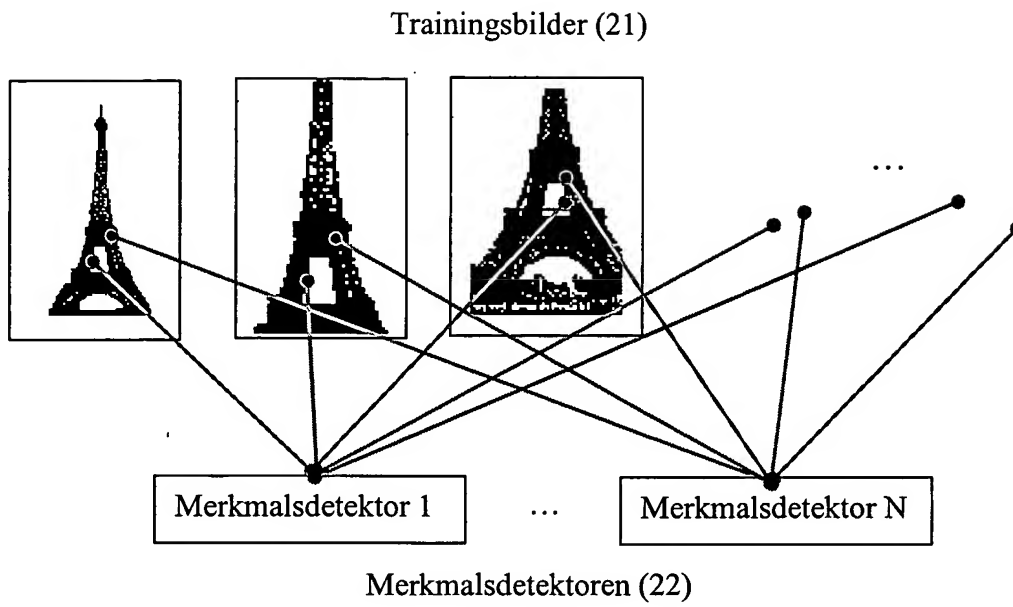 Trainingsbilder (21)
...
Merkmalsdetektor 1
...
Merkmalsdetektor N
Merkmalsdetektoren (22)